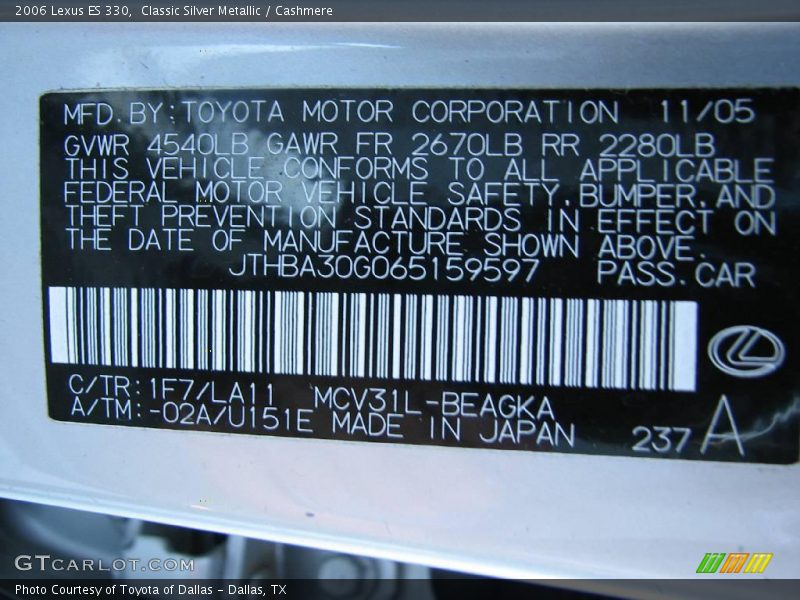 2006 Lexus ES 330, Classic Silver Metallic / Cashmere
MFD. BY: TOYOTA MOTOR CORPORATION 11/05
GVWR 4540LB GAWR FR 2670LB RR 2280LB
THIS VEHICLE CONFORMS TO ALL APPLICABLE
FEDERAL MOTOR VEHICLE SAFETY, BUMPER, AND
THEFT PREVENTION STANDARDS IN EFFECT ON
THE DATE OF MANUFACTURE SHOWN ABOVE.
JTHBA30G065159597 PASS. CAR
C/TR: 1F7/LA11 MCV31L-BEAGKA
A/TM: -02A/U151E MADE IN JAPAN 237 A
GTCARLOT.COM
Photo Courtesy of Toyota of Dallas - Dallas, TX